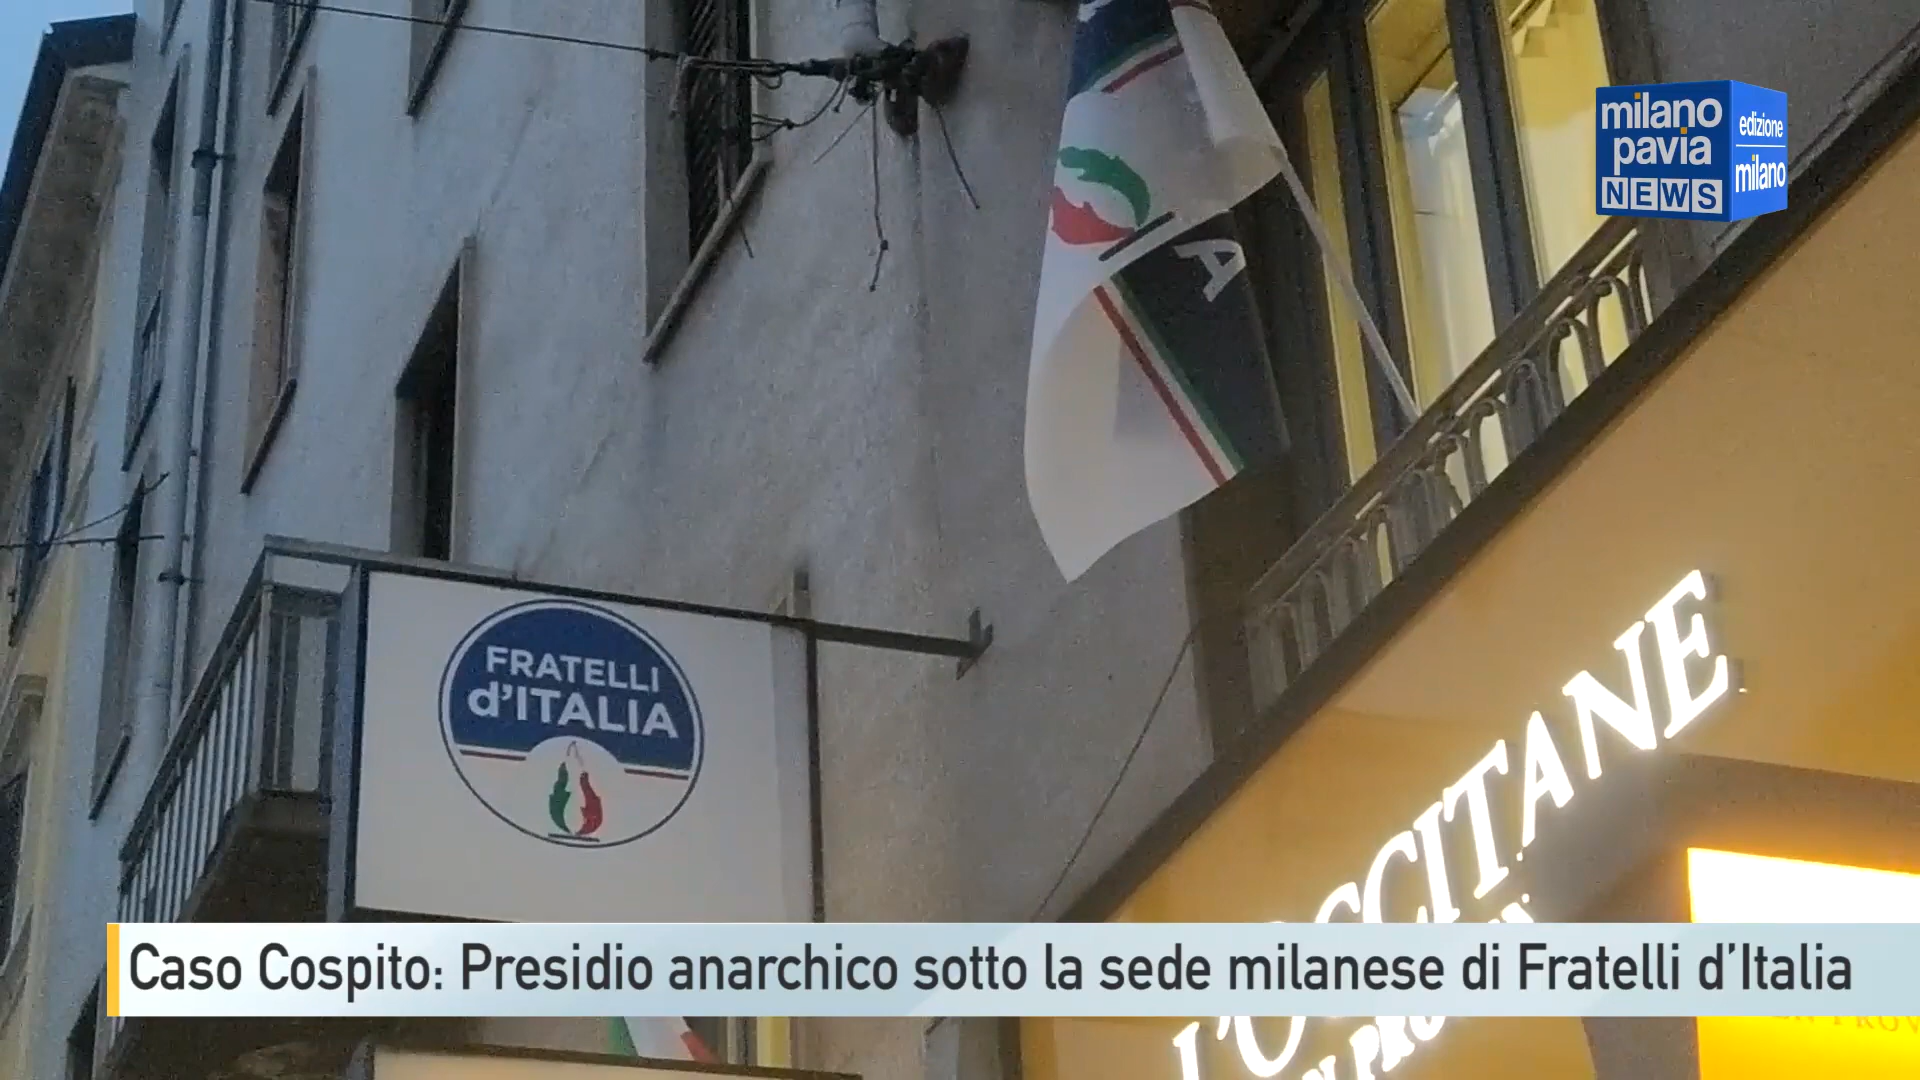 milano
pavia
NEWS
edizione
milano
A
FRATELLI
d'ITALIA
L'OCCITANE
Caso Cospito: Presidio anarchico sotto la sede milanese di Fratelli d'Italia
L'OCCITANE